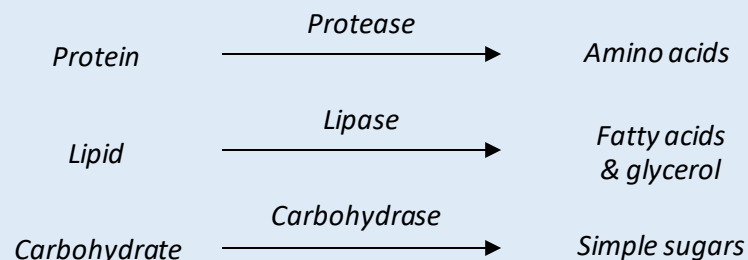 Protease
Protein
Amino acids
Lipase
Lipid
Fatty acids
& glycerol
Carbohydrase
Carbohydrate
Simple sugars